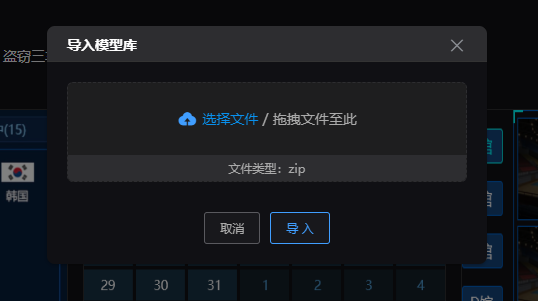 导入模型库
盗窃三
选择文件 / 拖拽文件至此
(15)
文件类型：zip
韩国
取消
导 入
29 30 31 1 2 3 4